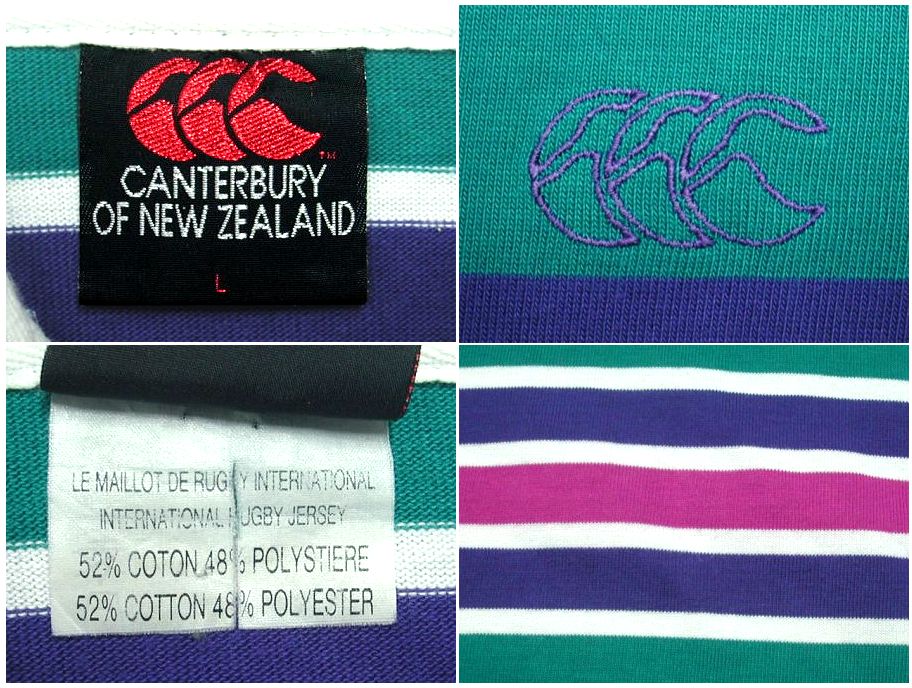 TM
CANTERBURY
OF NEW ZEALAND
L
LE MAILLOT DE RUGBY INTERNATIONAL
INTERNATIONAL RUGBY JERSEY
52% COTON 48% POLYSTIERE
52% COTTON 48% POLYESTER